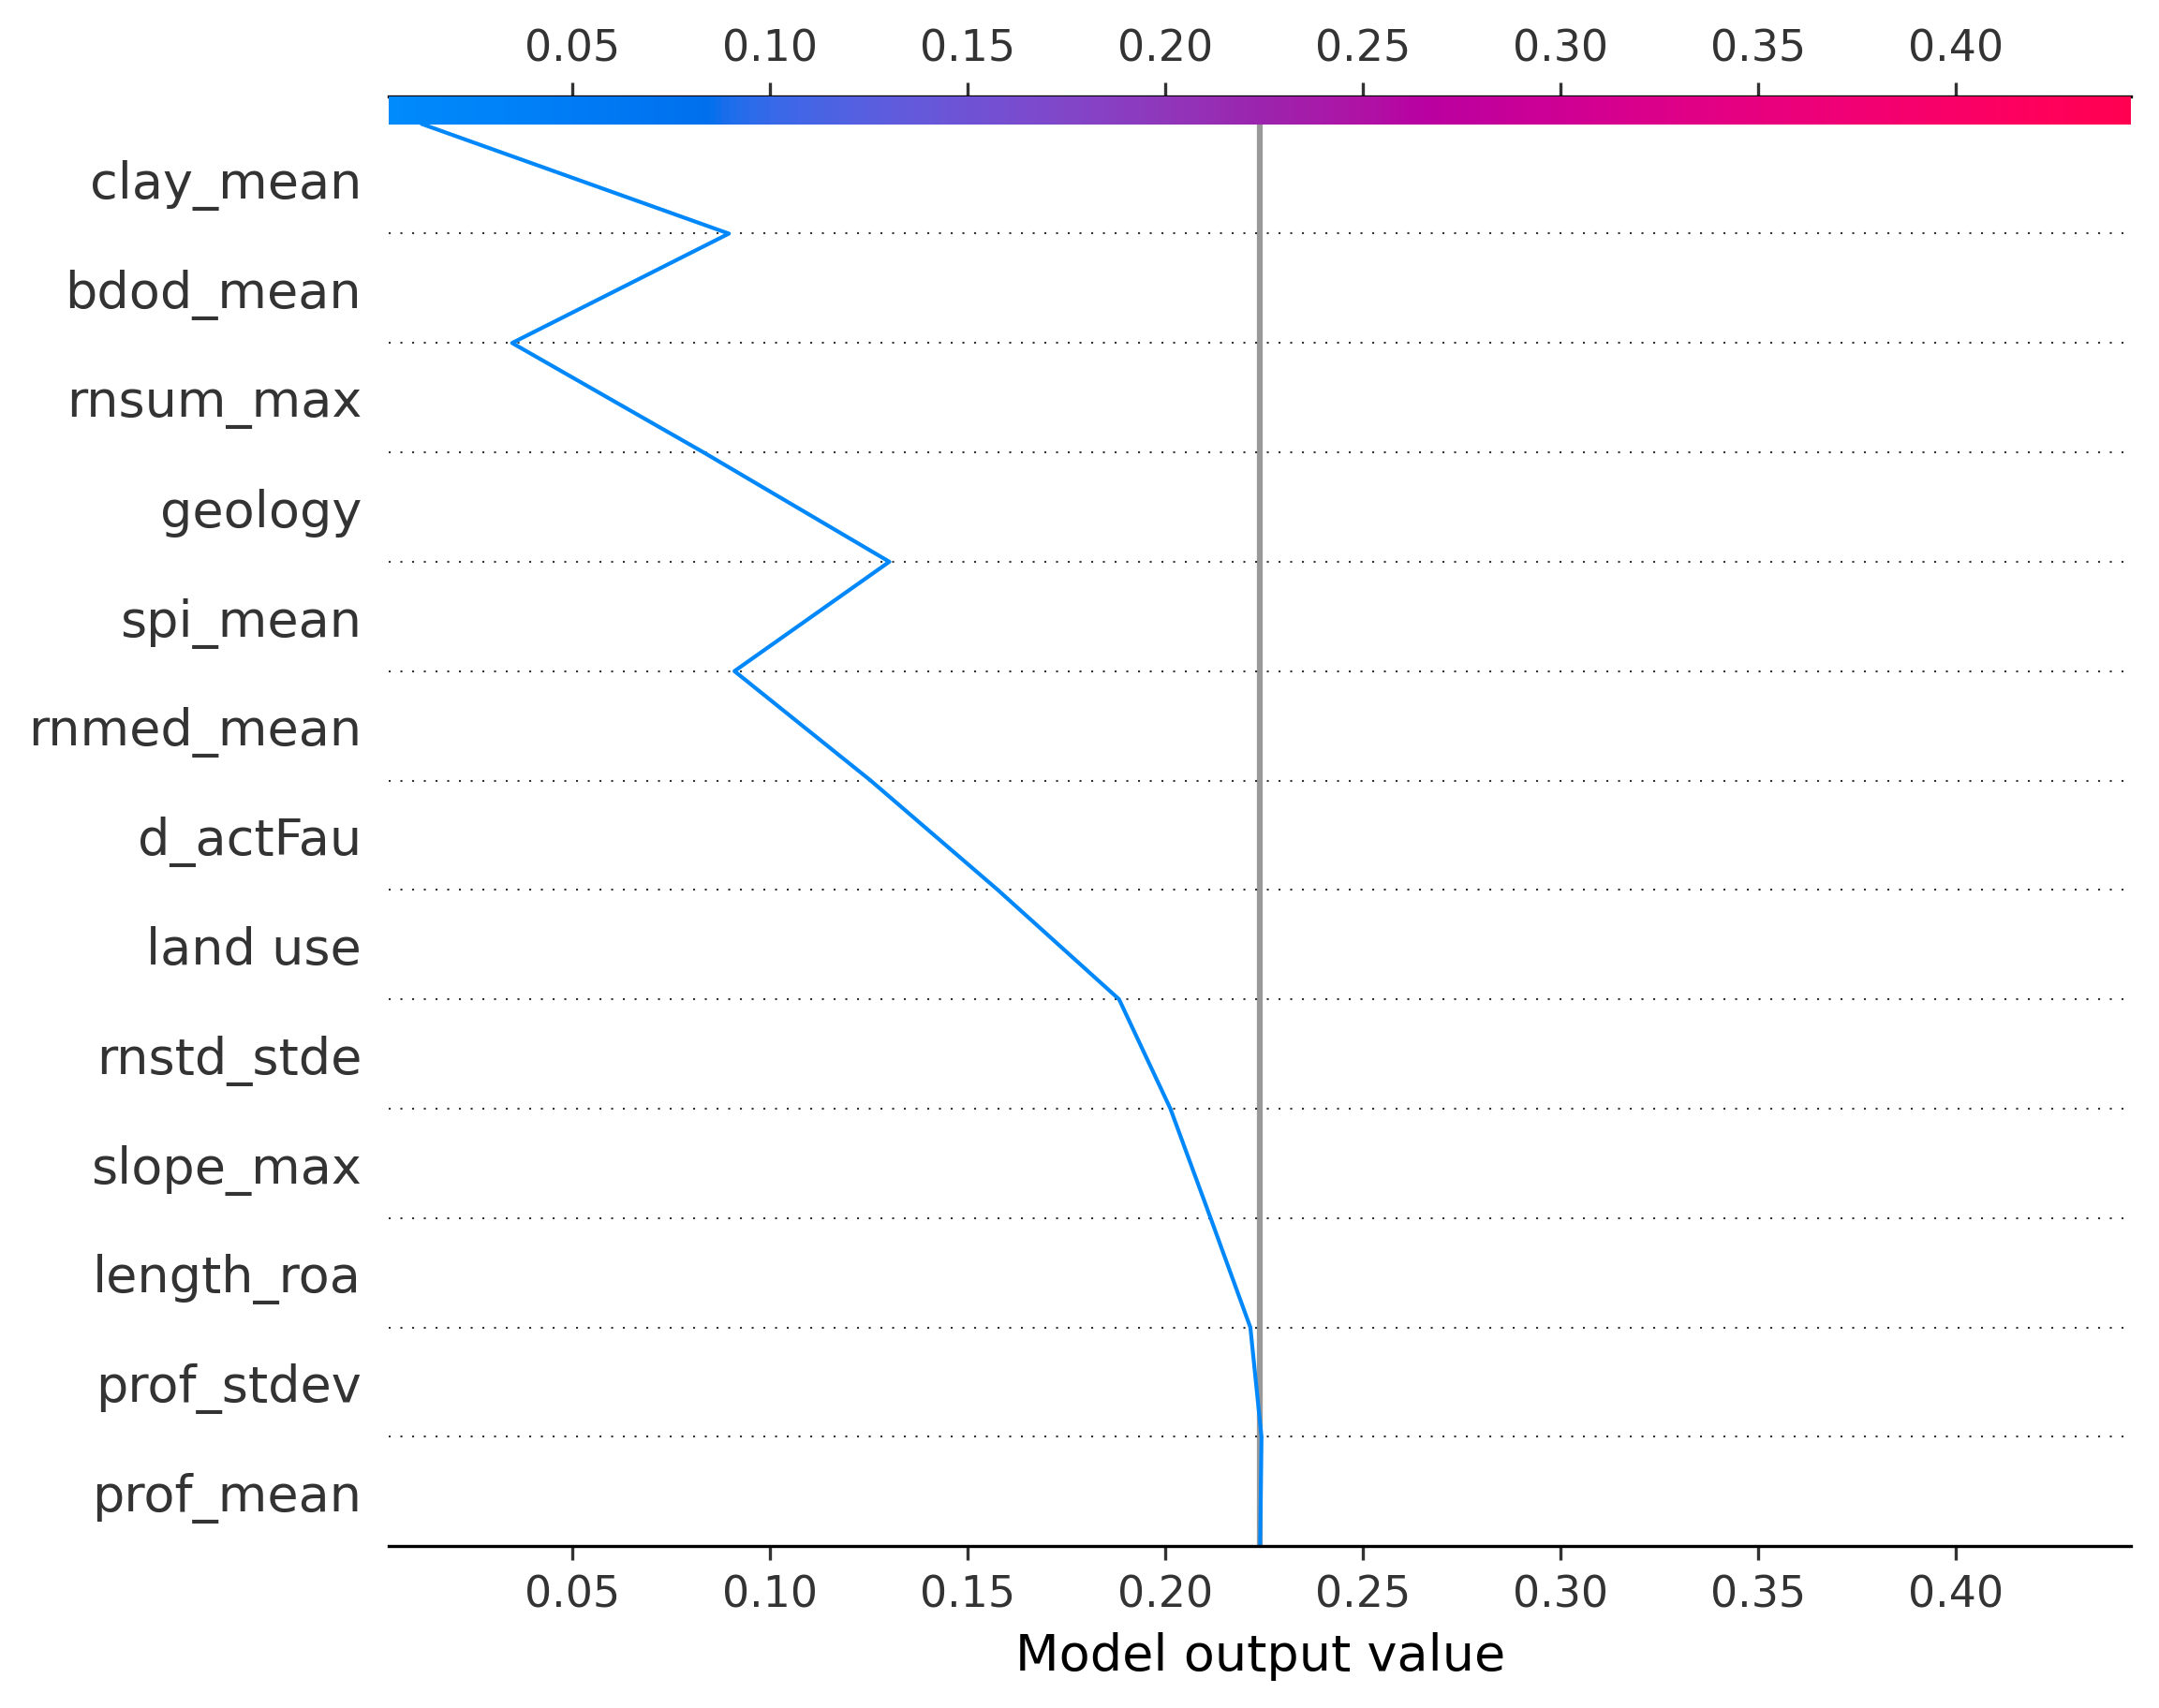 0.05 0.10 0.15 0.20 0.25 0.30 0.35 0.40
clay_mean
bdod_mean
rnsum_max
geology
spi_mean
rnmed_mean
d_actFau
land use
rnstd_stde
slope_max
length_roa
prof_stdev
prof_mean
0.05 0.10 0.15 0.20 0.25 0.30 0.35 0.40
Model output value